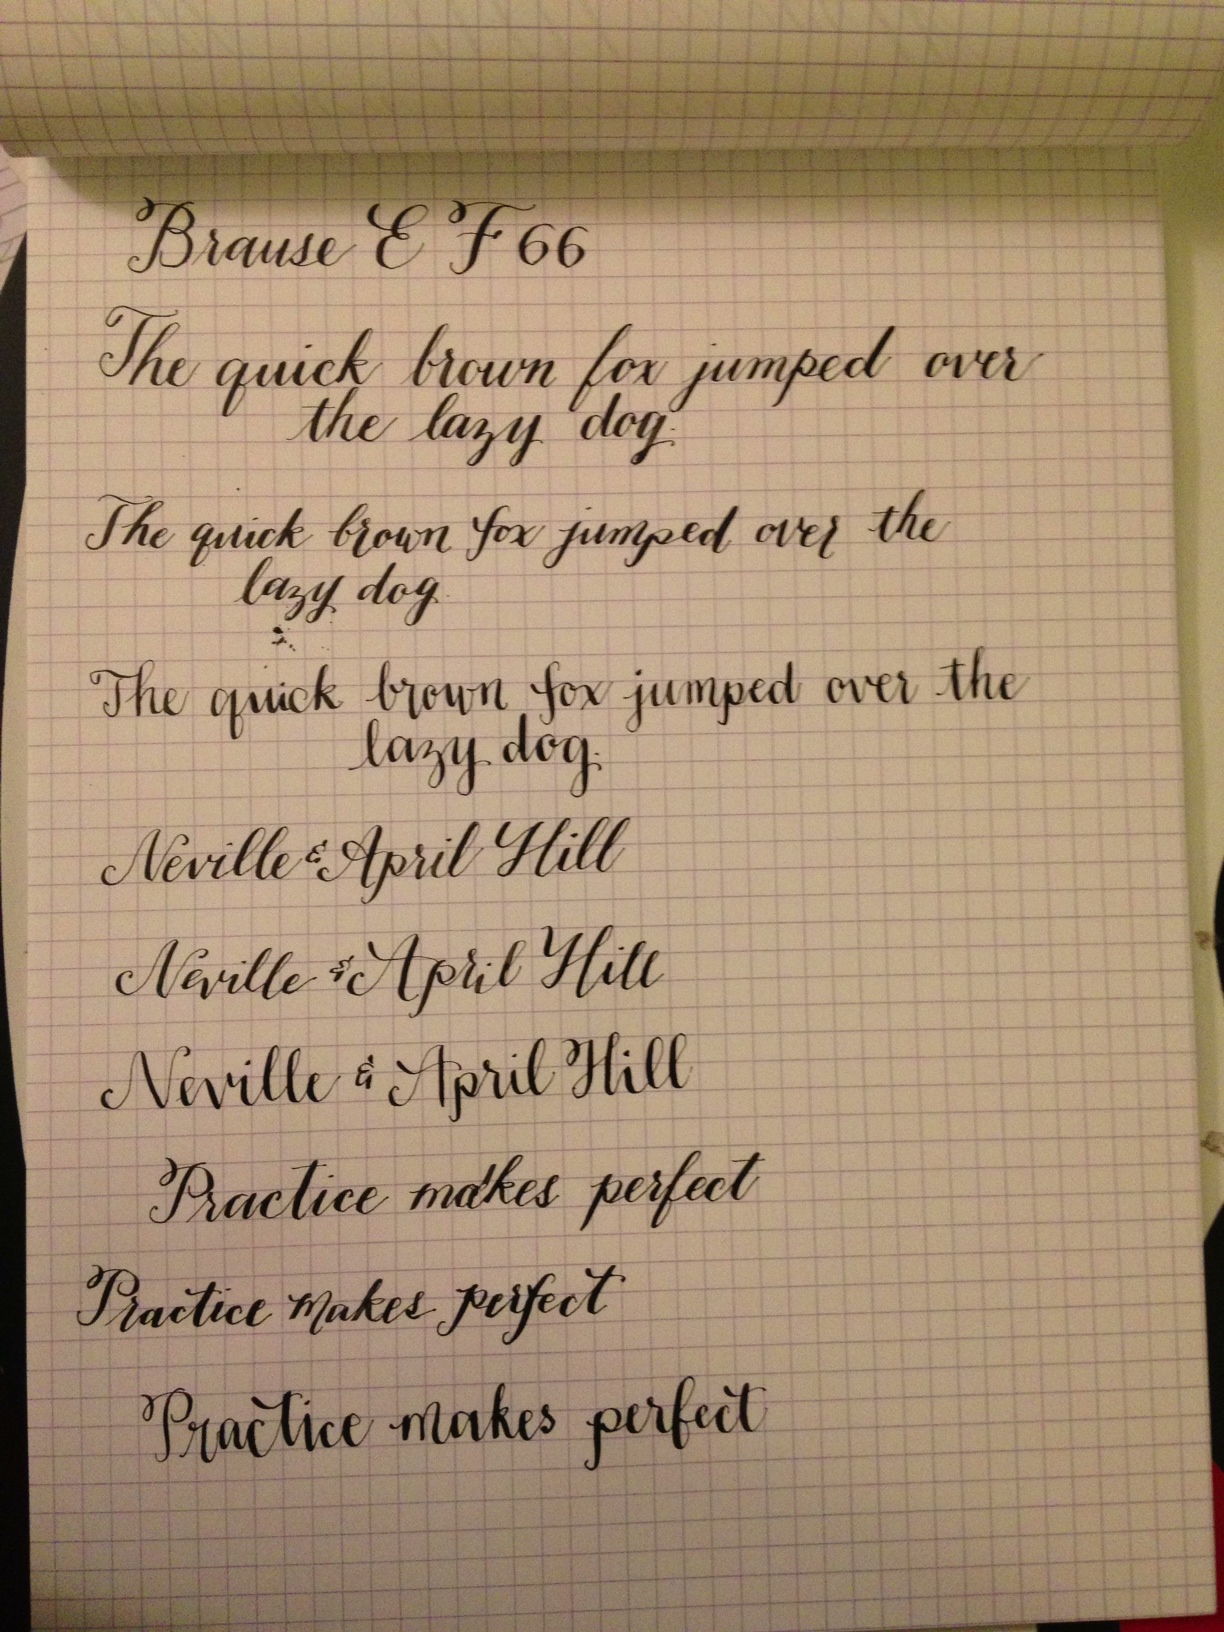 Brause EF 66
The quick brown fox jumped over
the lazy dog.
The quick brown fox jumped over the
lazy dog.
The quick brown fox jumped over the
lazy dog.
Neville & April Hill
Neville & April Hill
Neville & April Hill
Practice makes perfect
Practice makes perfect
Practice makes perfect